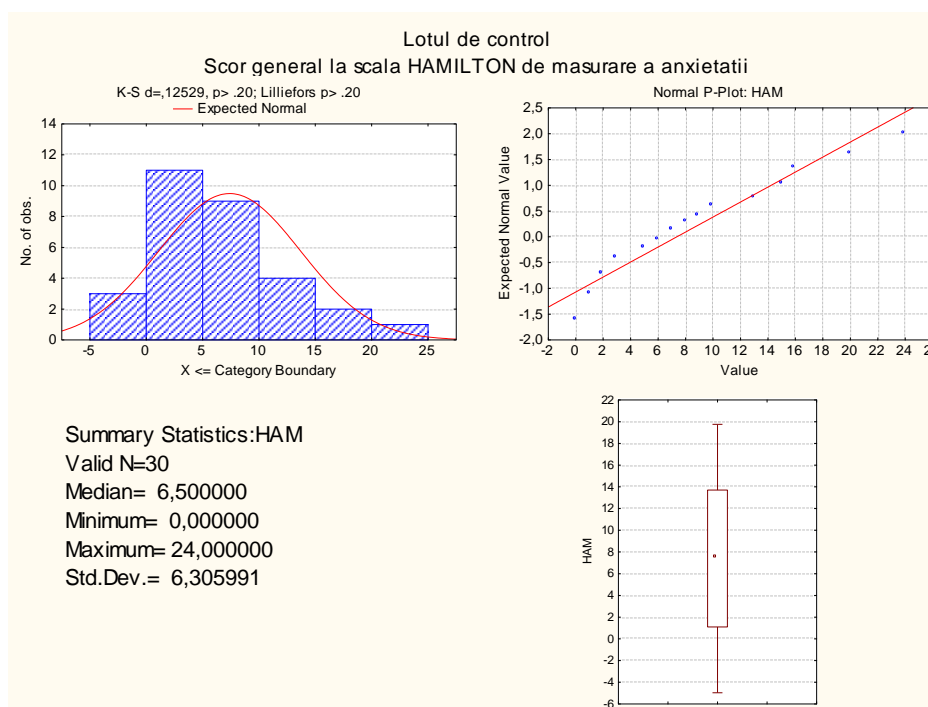 Lotul de control
Scor general la scala HAMILTON de masurare a anxietatii
K-S d=,12529, p> .20; Lilliefors p> .20
Expected Normal
14
12
10
8
6
4
2
0
No. of obs.
-5 0 5 10 15 20 25
X <= Category Boundary
Normal P-Plot: HAM
2,5
2,0
1,5
1,0
0,5
0,0
-0,5
-1,0
-1,5
-2,0
Expected Normal Value
-2 0 2 4 6 8 10 12 14 16 18 20 22 24
Value
Summary Statistics:HAM
Valid N=30
Median= 6,500000
Minimum= 0,000000
Maximum= 24,000000
Std.Dev.= 6,305991
22
20
18
16
14
12
10
8
6
4
2
0
-2
-4
-6
HAM